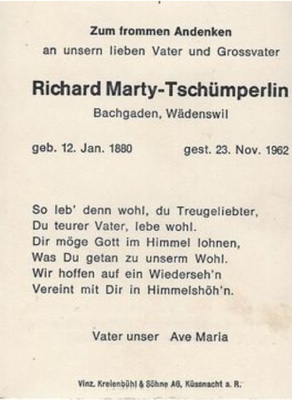 Zum frommen Andenken
an unsern lieben Vater und Grossvater
Richard Marty-Tschümperlin
Bachgaden, Wädenswil
geb. 12. Jan. 1880 gest. 23. Nov. 1962
So leb' denn wohl, du Treugeliebter,
Du teurer Vater, lebe wohl.
Dir möge Gott im Himmel lohnen,
Was Du getan zu unserm Wohl.
Wir hoffen auf ein Wiederseh'n
Vereint mit Dir in Himmelshöh'n.
Vater unser Ave Maria
Vinz. Kreienbühl & Söhne AG, Küssnacht a. R.